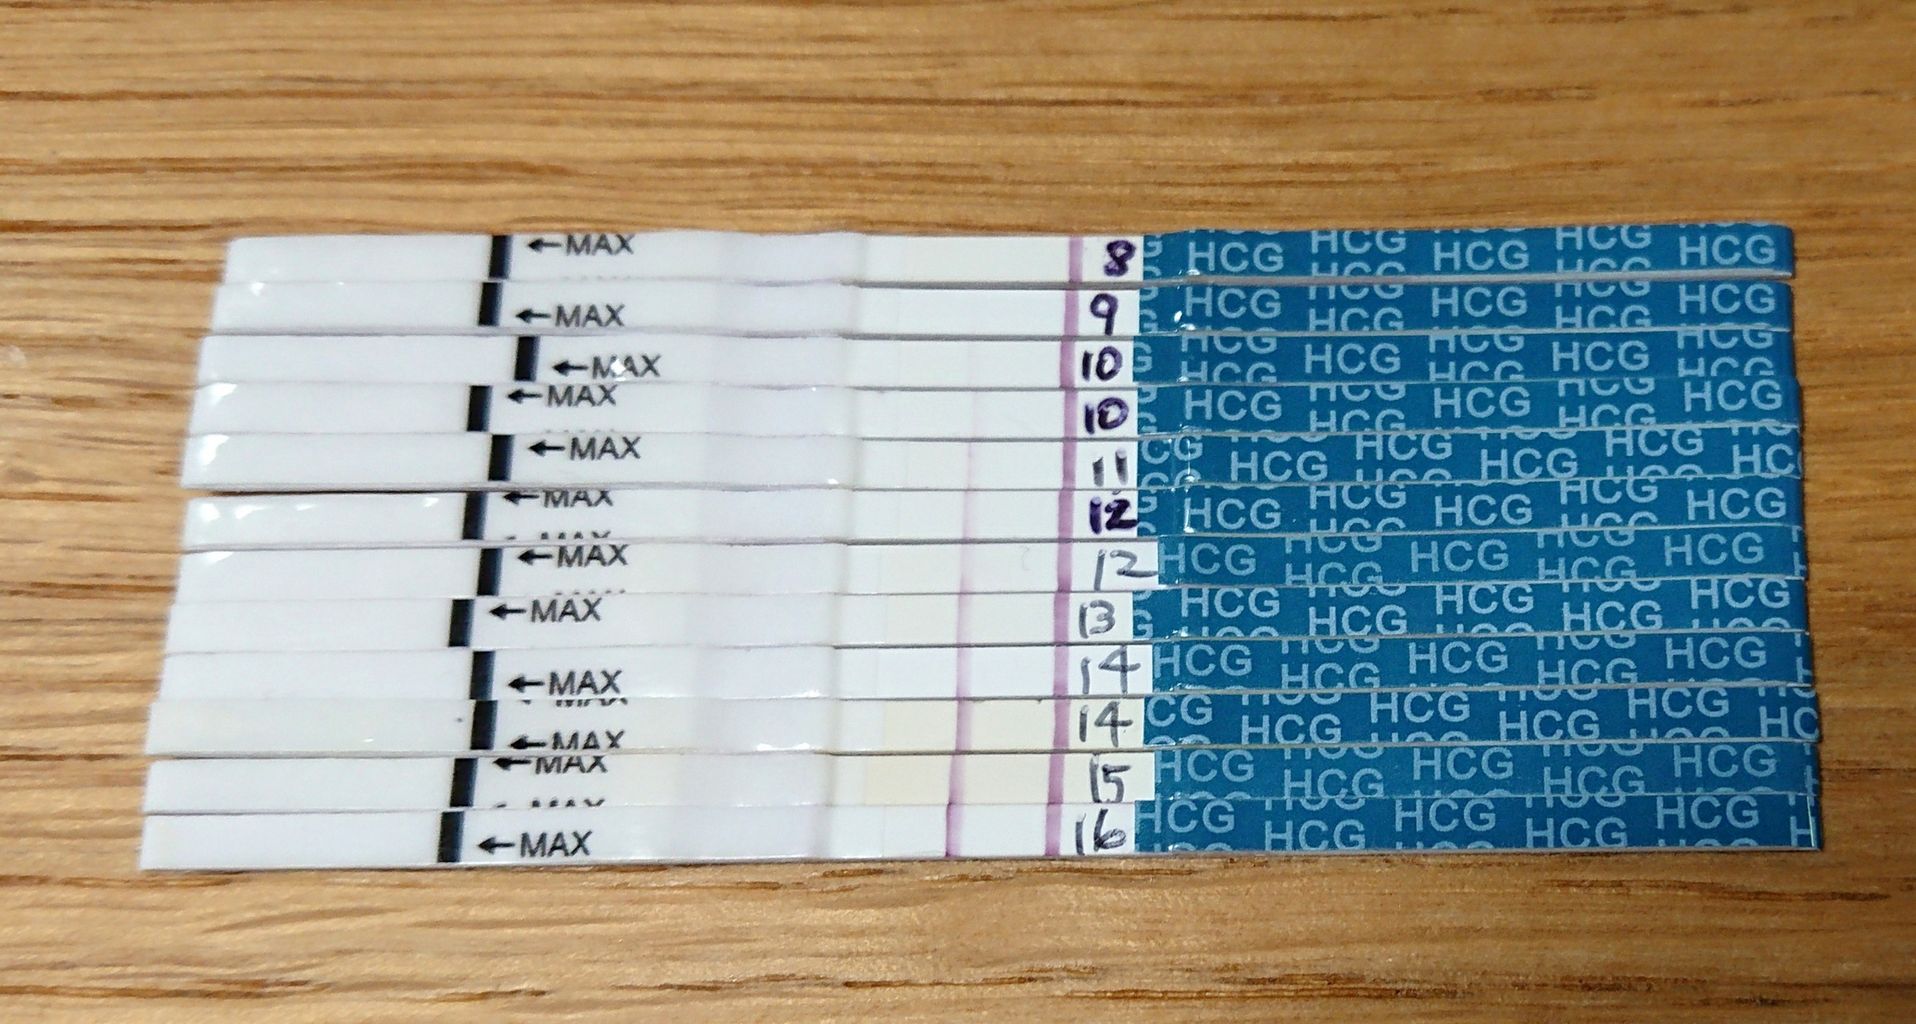 ←MAX 8 HCG HCG HCG HCG HCG
←MAX 9 HCG HCG HCG HCG HCG
←MAX 10 HCG HCG HCG HCG HCG
←MAX 10 HCG HCG HCG HCG HCG
←MAX 11 HCG HCG HCG HCG HCG
←MAX 12 HCG HCG HCG HCG HCG
←MAX 12 HCG HCG HCG HCG HCG
←MAX 13 HCG HCG HCG HCG HCG
←MAX 14 HCG HCG HCG HCG HCG
←MAX 14 HCG HCG HCG HCG HCG
←MAX 15 HCG HCG HCG HCG HCG
←MAX 16 HCG HCG HCG HCG HCG